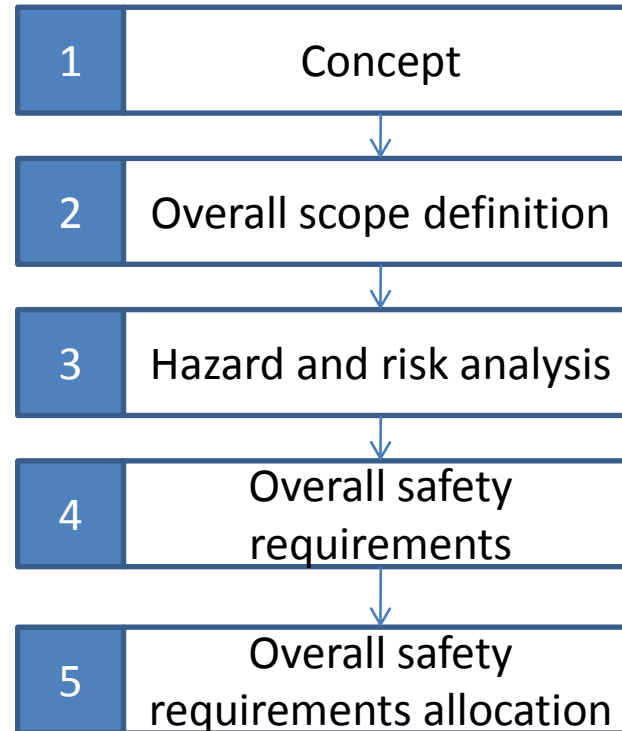 1 Concept
2 Overall scope definition
3 Hazard and risk analysis
4 Overall safety
requirements
5 Overall safety
requirements allocation